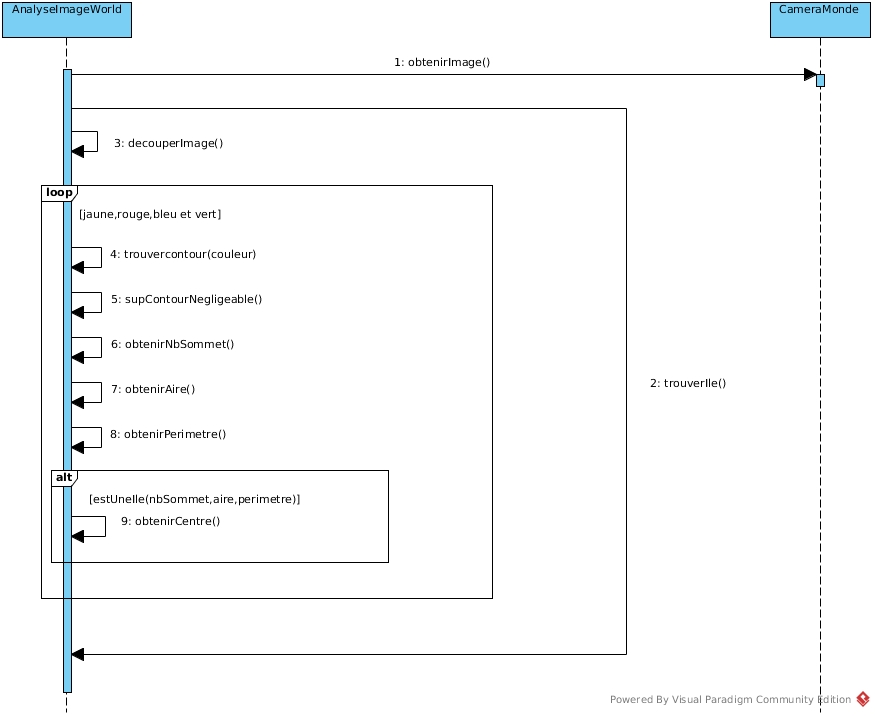 AnalyseImageWorld
CameraMonde
1: obtenirImage()
3: decouperImage()
loop
[jaune,rouge,bleu et vert]
4: trouvercontour(couleur)
5: supContourNegligeable()
6: obtenirNbSommet()
2: trouverIle()
7: obtenirAire()
8: obtenirPerimetre()
alt
[estUneIle(nbSommet,aire,perimetre)]
9: obtenirCentre()
Powered By Visual Paradigm Community Edition